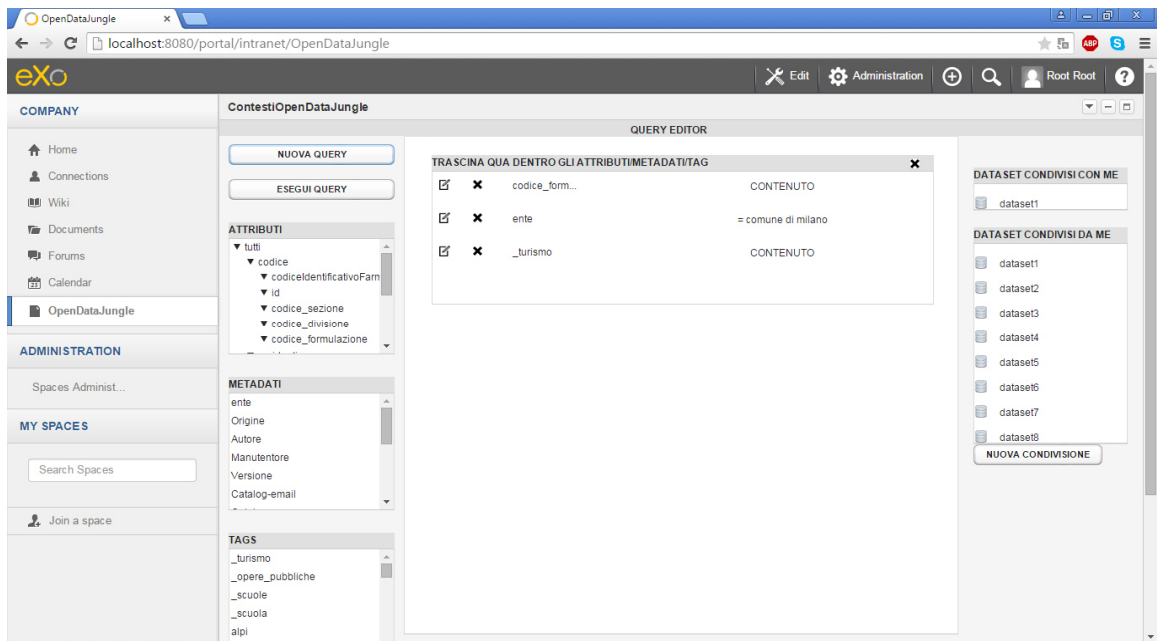 OpenDataJungle
localhost:8080/portal/intranet/OpenDataJungle
ABP
S
eXo
Edit
Administration
Root Root
?
COMPANY
Home
Connections
Wiki
Documents
Forums
Calendar
OpenDataJungle
ADMINISTRATION
Spaces Administ...
MY SPACES
Search Spaces
Join a space
ContestiOpenDataJungle
QUERY EDITOR
NUOVA QUERY
ESEGUI QUERY
ATTRIBUTI
tutti
codice
codiceIdentificativoFarm
id
codice_sezione
codice_divisione
codice_formulazione
METADATI
ente
Origine
Autore
Manutentore
Versione
Catalog-email
TAGS
_turismo
_opere_pubbliche
_scuole
_scuola
alpi
TRASCINA QUA DENTRO GLI ATTRIBUTI/METADATI/TAG
codice_form... CONTENUTO
ente = comune di milano
_turismo CONTENUTO
DATASET CONDIVISI CON ME
dataset1
DATASET CONDIVISI DA ME
dataset1
dataset2
dataset3
dataset4
dataset5
dataset6
dataset7
dataset8
NUOVA CONDIVISIONE